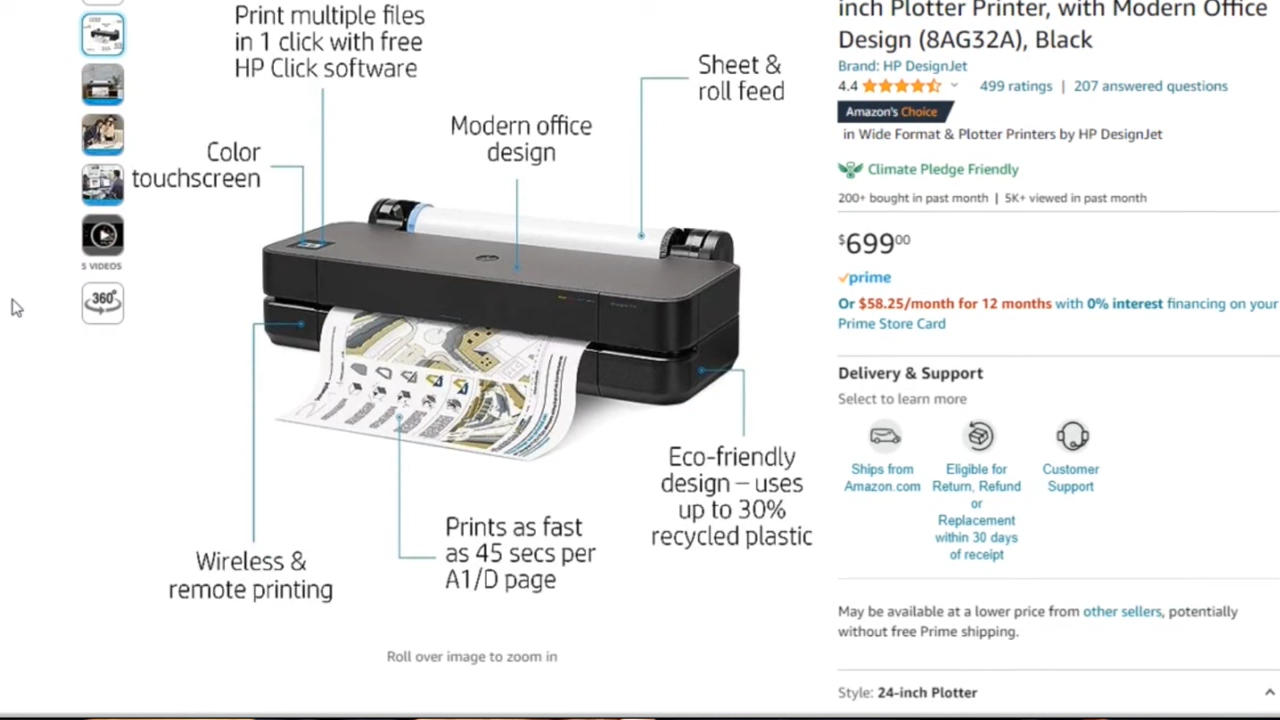 Print multiple files
in 1 click with free
HP Click software
Sheet &
roll feed
Modern office
design
Color
touchscreen
5 VIDEOS
360°
Wireless &
remote printing
Prints as fast
as 45 secs per
A1/D page
Eco-friendly
design – uses
up to 30%
recycled plastic
Roll over image to zoom in
inch Plotter Printer, with Modern Office
Design (8AG32A), Black
Brand: HP DesignJet
4.4 499 ratings | 207 answered questions
Amazon's Choice
in Wide Format & Plotter Printers by HP DesignJet
Climate Pledge Friendly
200+ bought in past month | 5K+ viewed in past month
$69900
prime
Or $58.25/month for 12 months with 0% interest financing on your
Prime Store Card
Delivery & Support
Select to learn more
Ships from
Amazon.com
Eligible for
Return, Refund
or
Replacement
within 30 days
of receipt
Customer
Support
May be available at a lower price from other sellers, potentially
without free Prime shipping.
Style: 24-inch Plotter